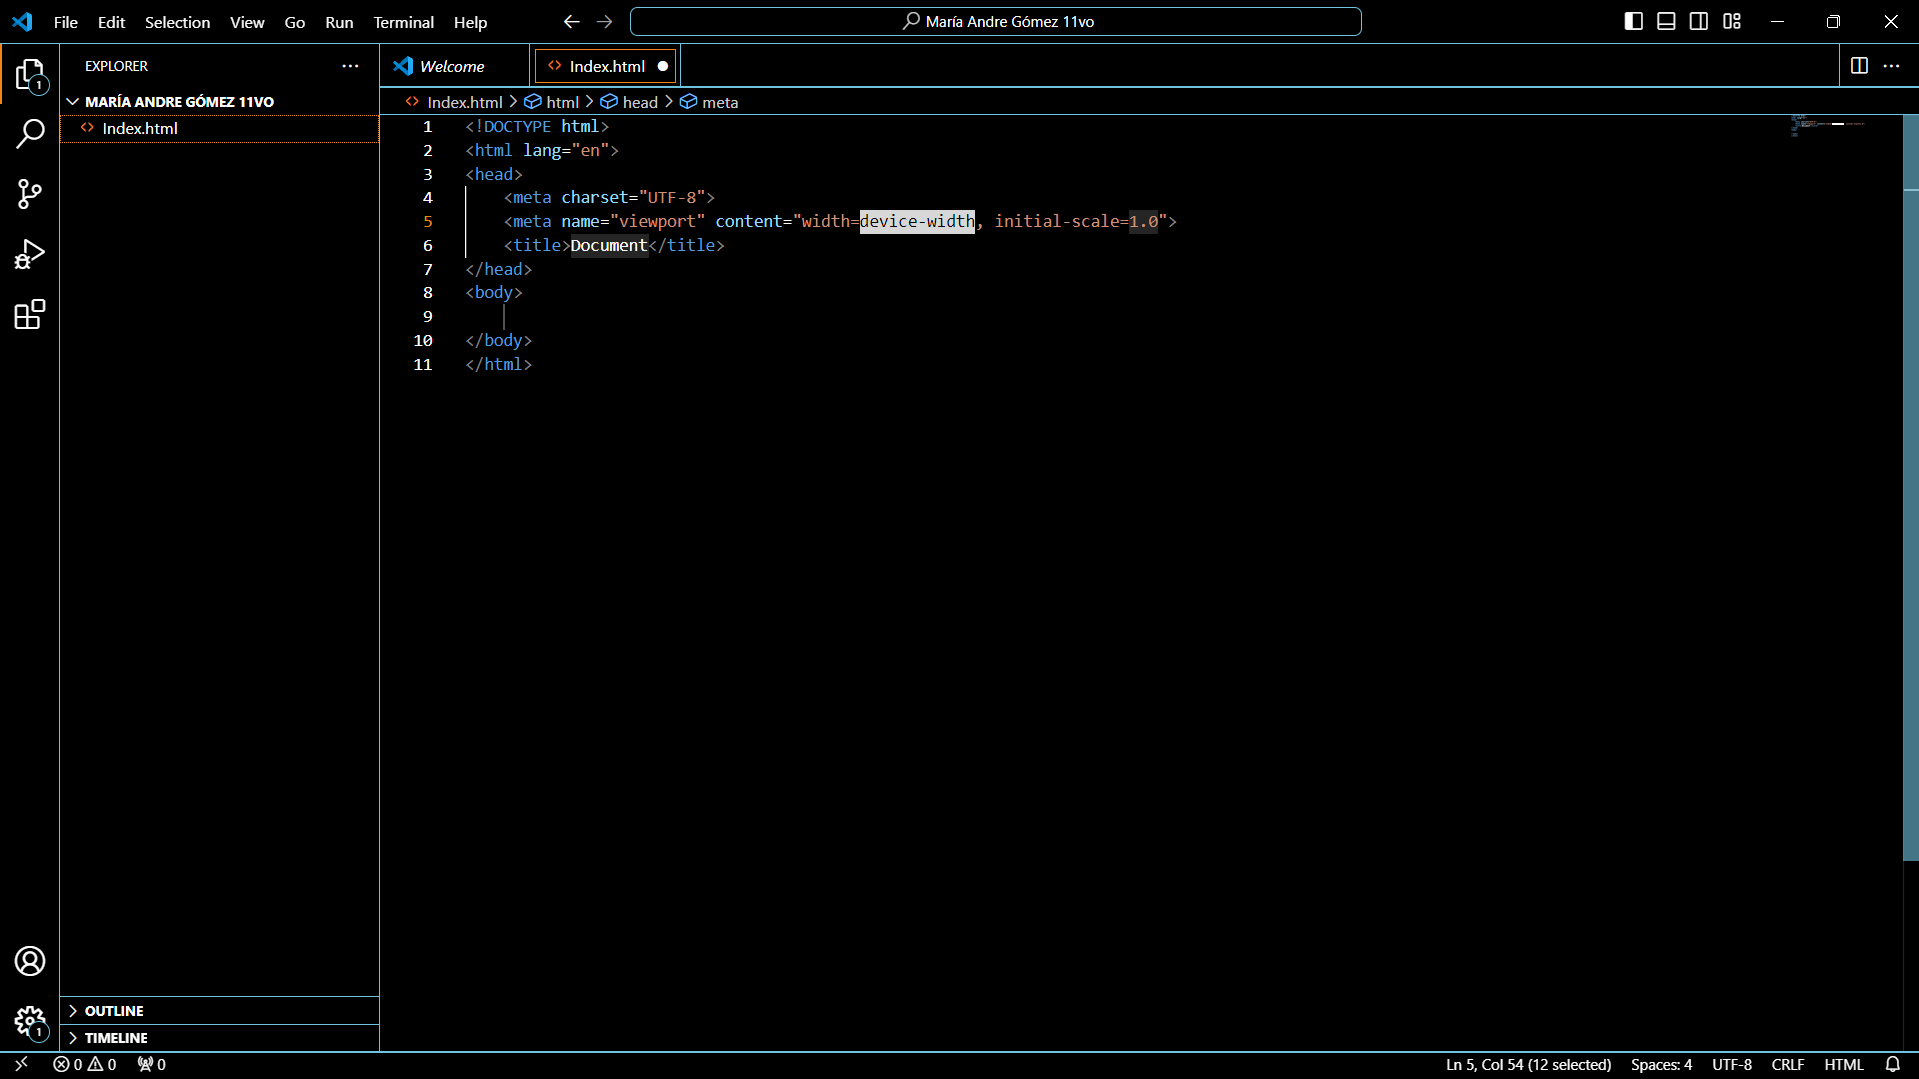 File Edit Selection View Go Run Terminal Help
María Andre Gómez 11vo
EXPLORER
MARÍA ANDRE GÓMEZ 11VO
Index.html
Welcome
Index.html
Index.html > html > head > meta
1 <!DOCTYPE html>
2 <html lang="en">
3 <head>
4 <meta charset="UTF-8">
5 <meta name="viewport" content="width=device-width, initial-scale=1.0">
6 <title>Document</title>
7 </head>
8 <body>
9
10 </body>
11 </html>
1
OUTLINE
1
TIMELINE
0 0 0
Ln 5, Col 54 (12 selected) Spaces: 4 UTF-8 CRLF HTML